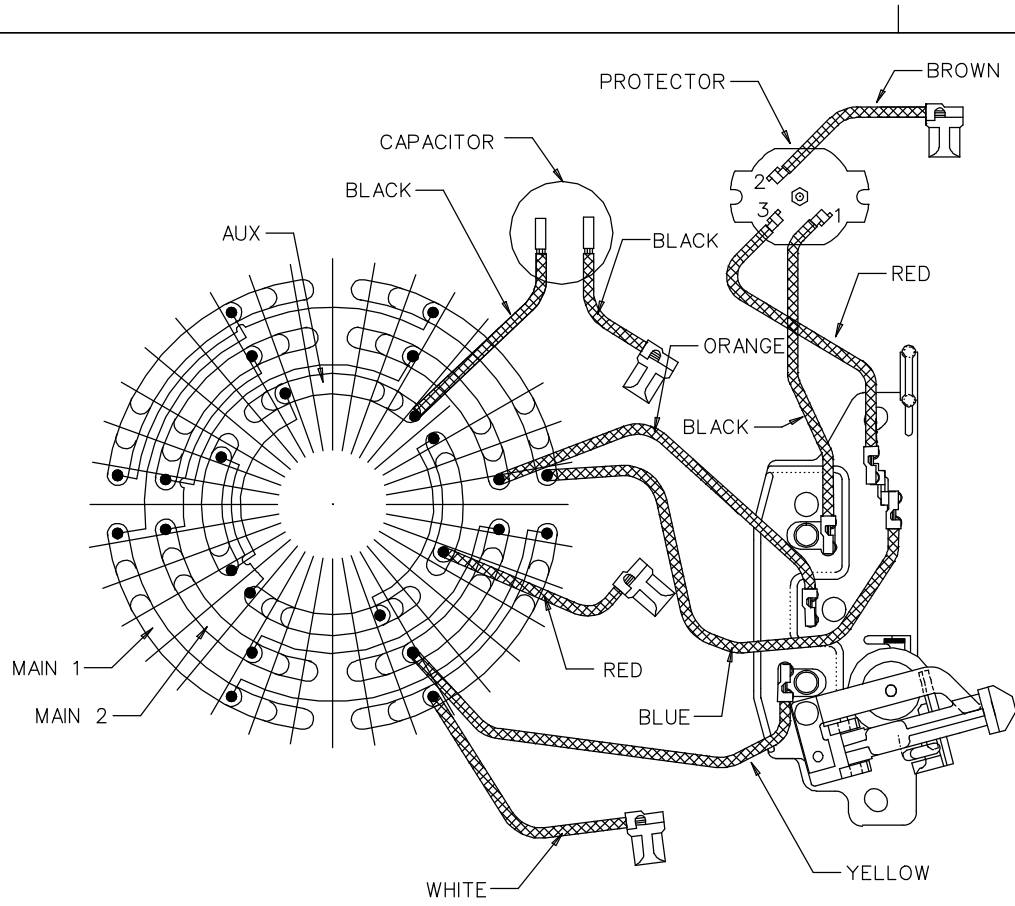 BROWN
PROTECTOR
CAPACITOR
2
BLACK
3
1
AUX
BLACK
RED
ORANGE
BLACK
MAIN 1
RED
MAIN 2
BLUE
YELLOW
WHITE